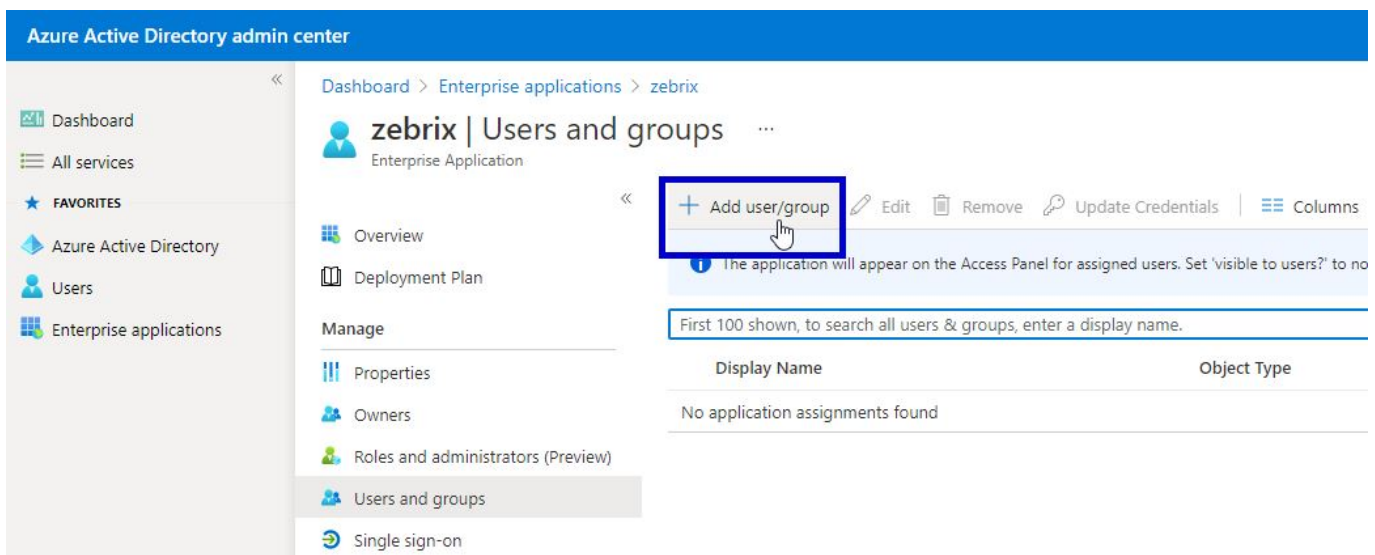 Azure Active Directory admin center
«
Dashboard
All services
FAVORITES
Azure Active Directory
Users
Enterprise applications
Dashboard > Enterprise applications > zebrix
zebrix | Users and groups ...
Enterprise Application
«
Overview
Deployment Plan
Manage
Properties
Owners
Roles and administrators (Preview)
Users and groups
Single sign-on
+ Add user/group Edit Remove Update Credentials | Columns
The application will appear on the Access Panel for assigned users. Set 'visible to users?' to no
First 100 shown, to search all users & groups, enter a display name.
Display Name Object Type
No application assignments found